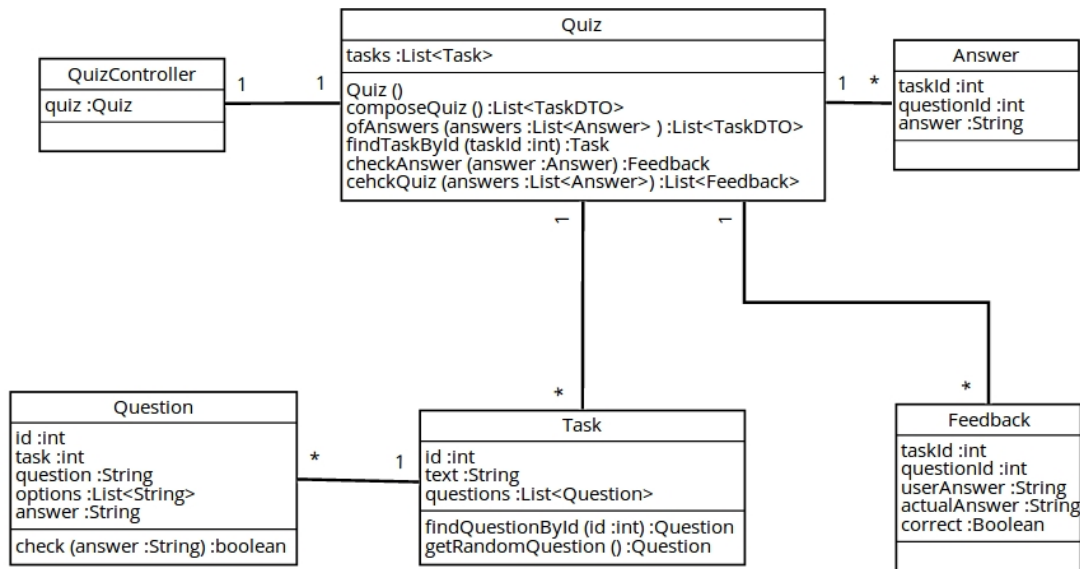 Quiz
tasks :List<Task>
Quiz ()
composeQuiz () :List<TaskDTO>
ofAnswers (answers :List<Answer> ) :List<TaskDTO>
findTaskById (taskId :int) :Task
checkAnswer (answer :Answer) :Feedback
cehckQuiz (answers :List<Answer>) :List<Feedback>
QuizController
quiz :Quiz
1
1
Answer
taskId :int
questionId :int
answer :String
1
*
1
1
*
*
Question
id :int
task :int
question :String
options :List<String>
answer :String
check (answer :String) :boolean
*
1
Task
id :int
text :String
questions :List<Question>
findQuestionById (id :int) :Question
getRandomQuestion () :Question
Feedback
taskId :int
questionId :int
userAnswer :String
actualAnswer :String
correct :Boolean